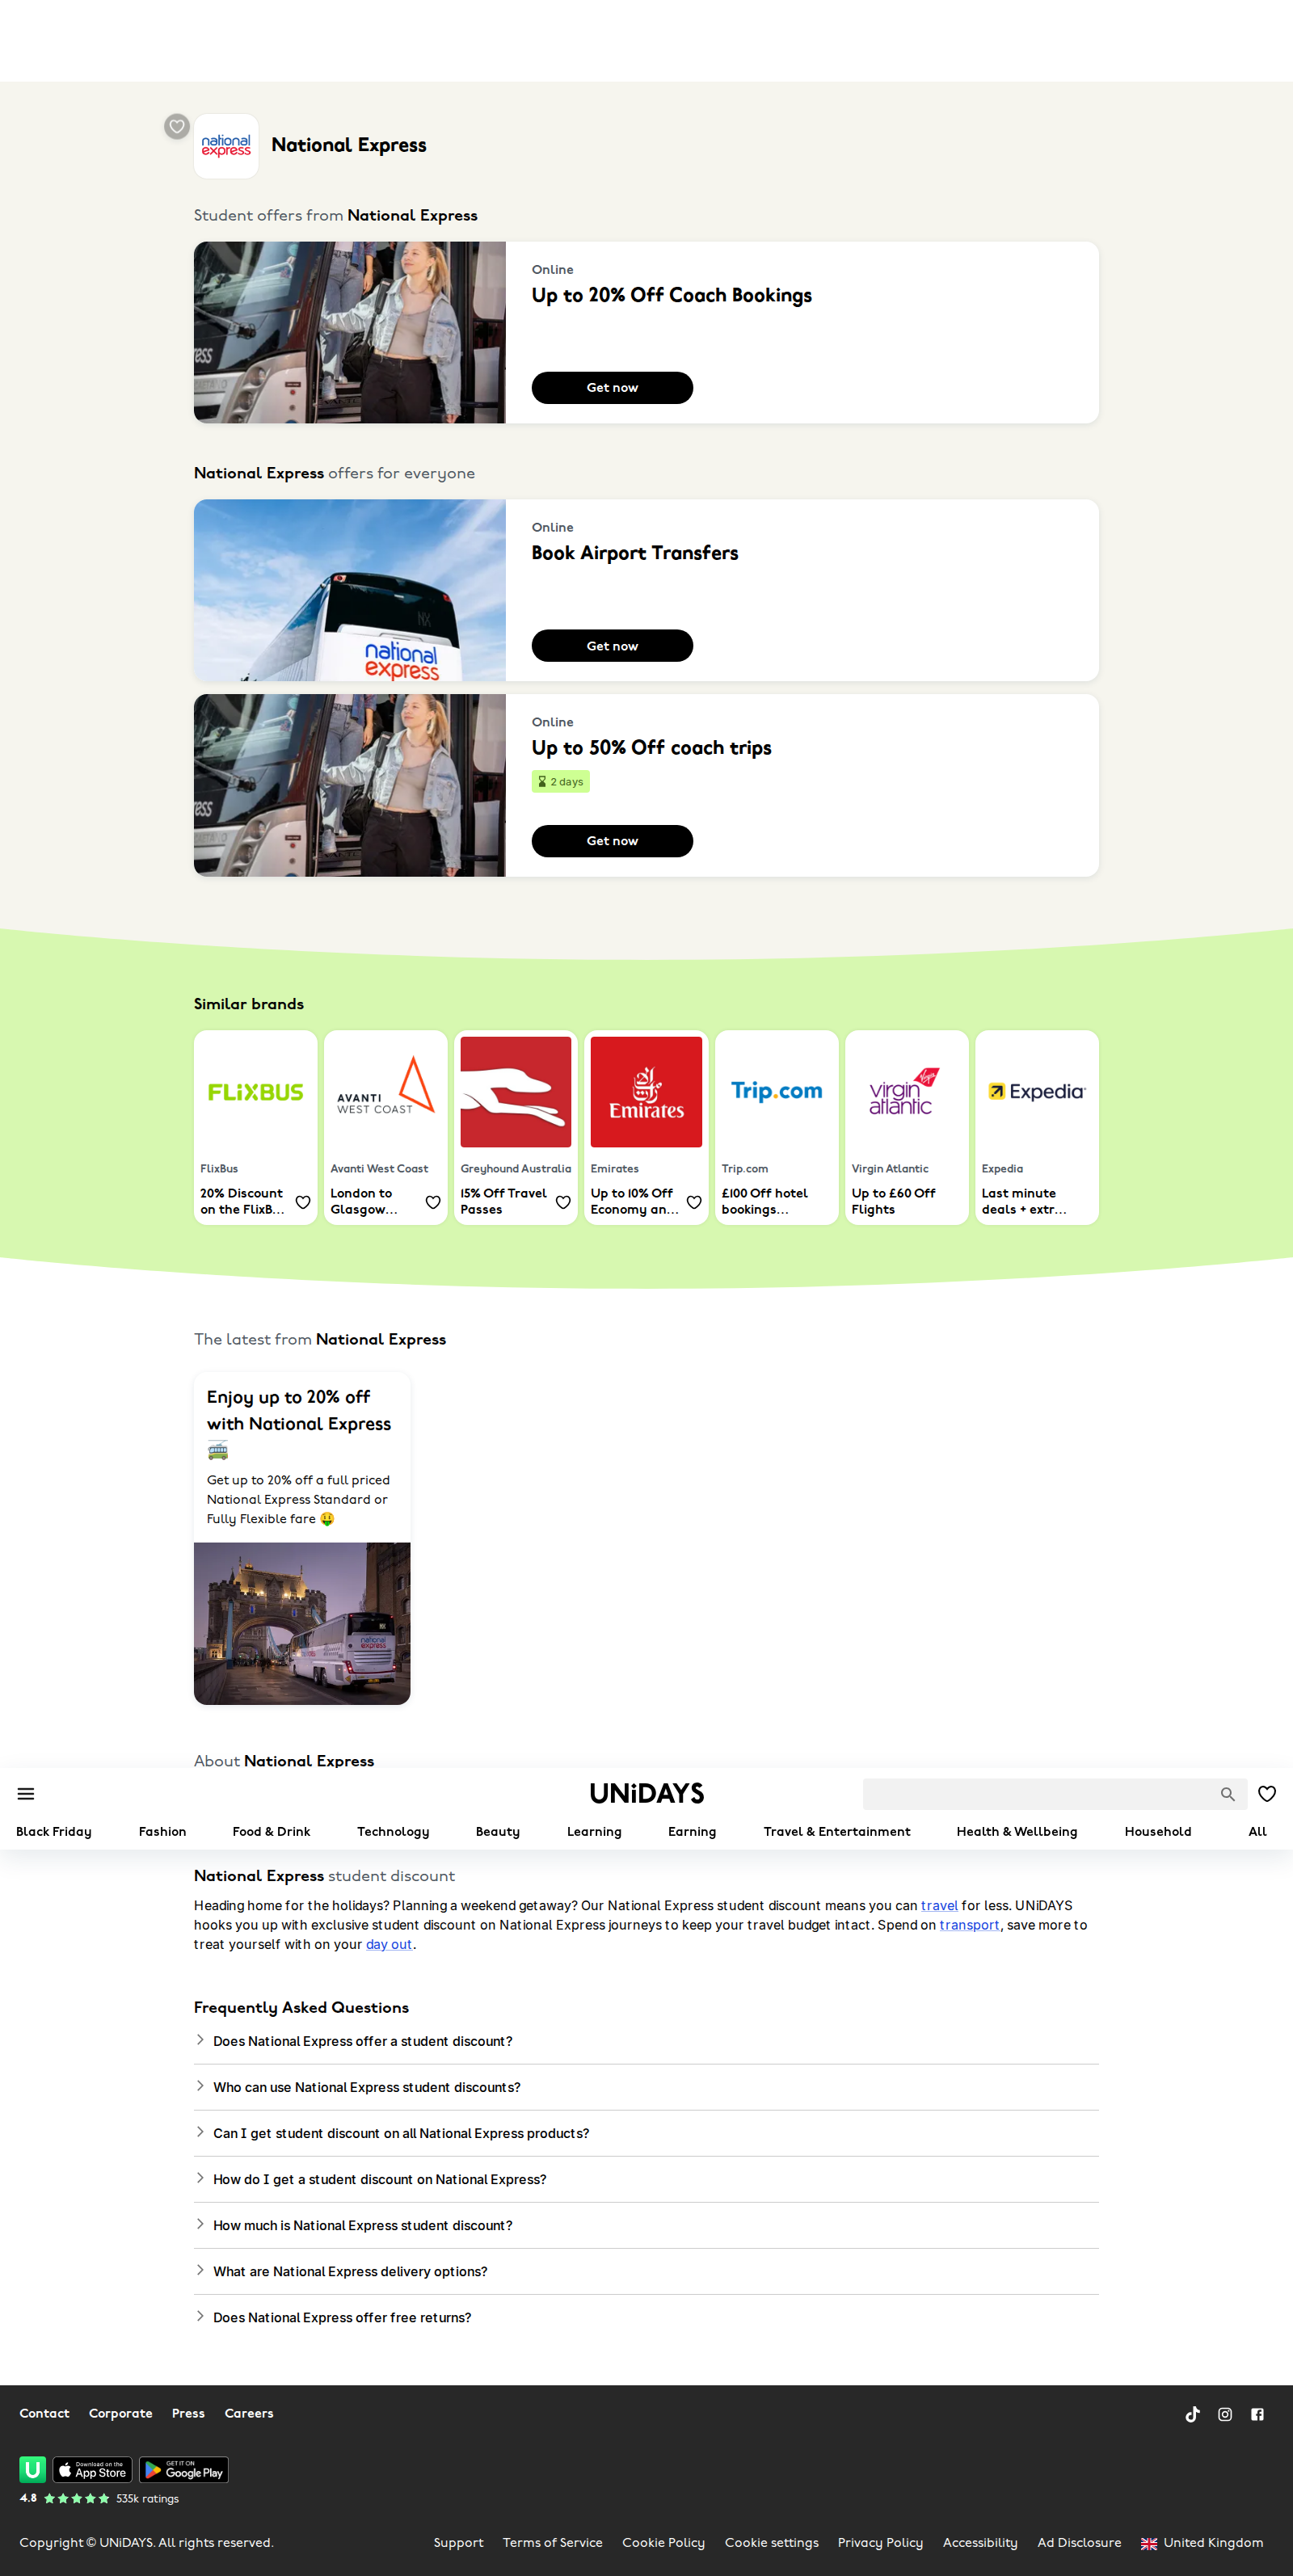 national
express
National Express
Student offers from National Express
Online
Up to 20% Off Coach Bookings
Get now
National Express offers for everyone
NX
national
express
Online
Book Airport Transfers
Get now
Online
Up to 50% Off coach trips
2 days
Get now
Similar brands
FLiXBUS
FlixBus
20% Discount
on the FlixB...
AVANTI
WEST COAST
Avanti West Coast
London to
Glasgow...
Greyhound Australia
15% Off Travel
Passes
Emirates
Emirates
Up to 10% Off
Economy an...
Trip.com
Trip.com
£100 Off hotel
bookings...
Virgin
virgin
atlantic
Virgin Atlantic
Up to £60 Off
Flights
Expedia
Expedia
Last minute
deals + extr...
The latest from National Express
Enjoy up to 20% off
with National Express
🚎
Get up to 20% off a full priced
National Express Standard or
Fully Flexible fare 🤑
national
express
About National Express
UNiDAYS
Black Friday
Fashion
Food & Drink
Technology
Beauty
Learning
Earning
Travel & Entertainment
Health & Wellbeing
Household
All
National Express student discount
Heading home for the holidays? Planning a weekend getaway? Our National Express student discount means you can travel for less. UNiDAYS
hooks you up with exclusive student discount on National Express journeys to keep your travel budget intact. Spend on transport, save more to
treat yourself with on your day out.
Frequently Asked Questions
Does National Express offer a student discount?
Who can use National Express student discounts?
Can I get student discount on all National Express products?
How do I get a student discount on National Express?
How much is National Express student discount?
What are National Express delivery options?
Does National Express offer free returns?
Contact
Corporate
Press
Careers
U
Download on the
App Store
GET IT ON
Google Play
4.8
535k ratings
Copyright © UNiDAYS. All rights reserved.
Support
Terms of Service
Cookie Policy
Cookie settings
Privacy Policy
Accessibility
Ad Disclosure
United Kingdom